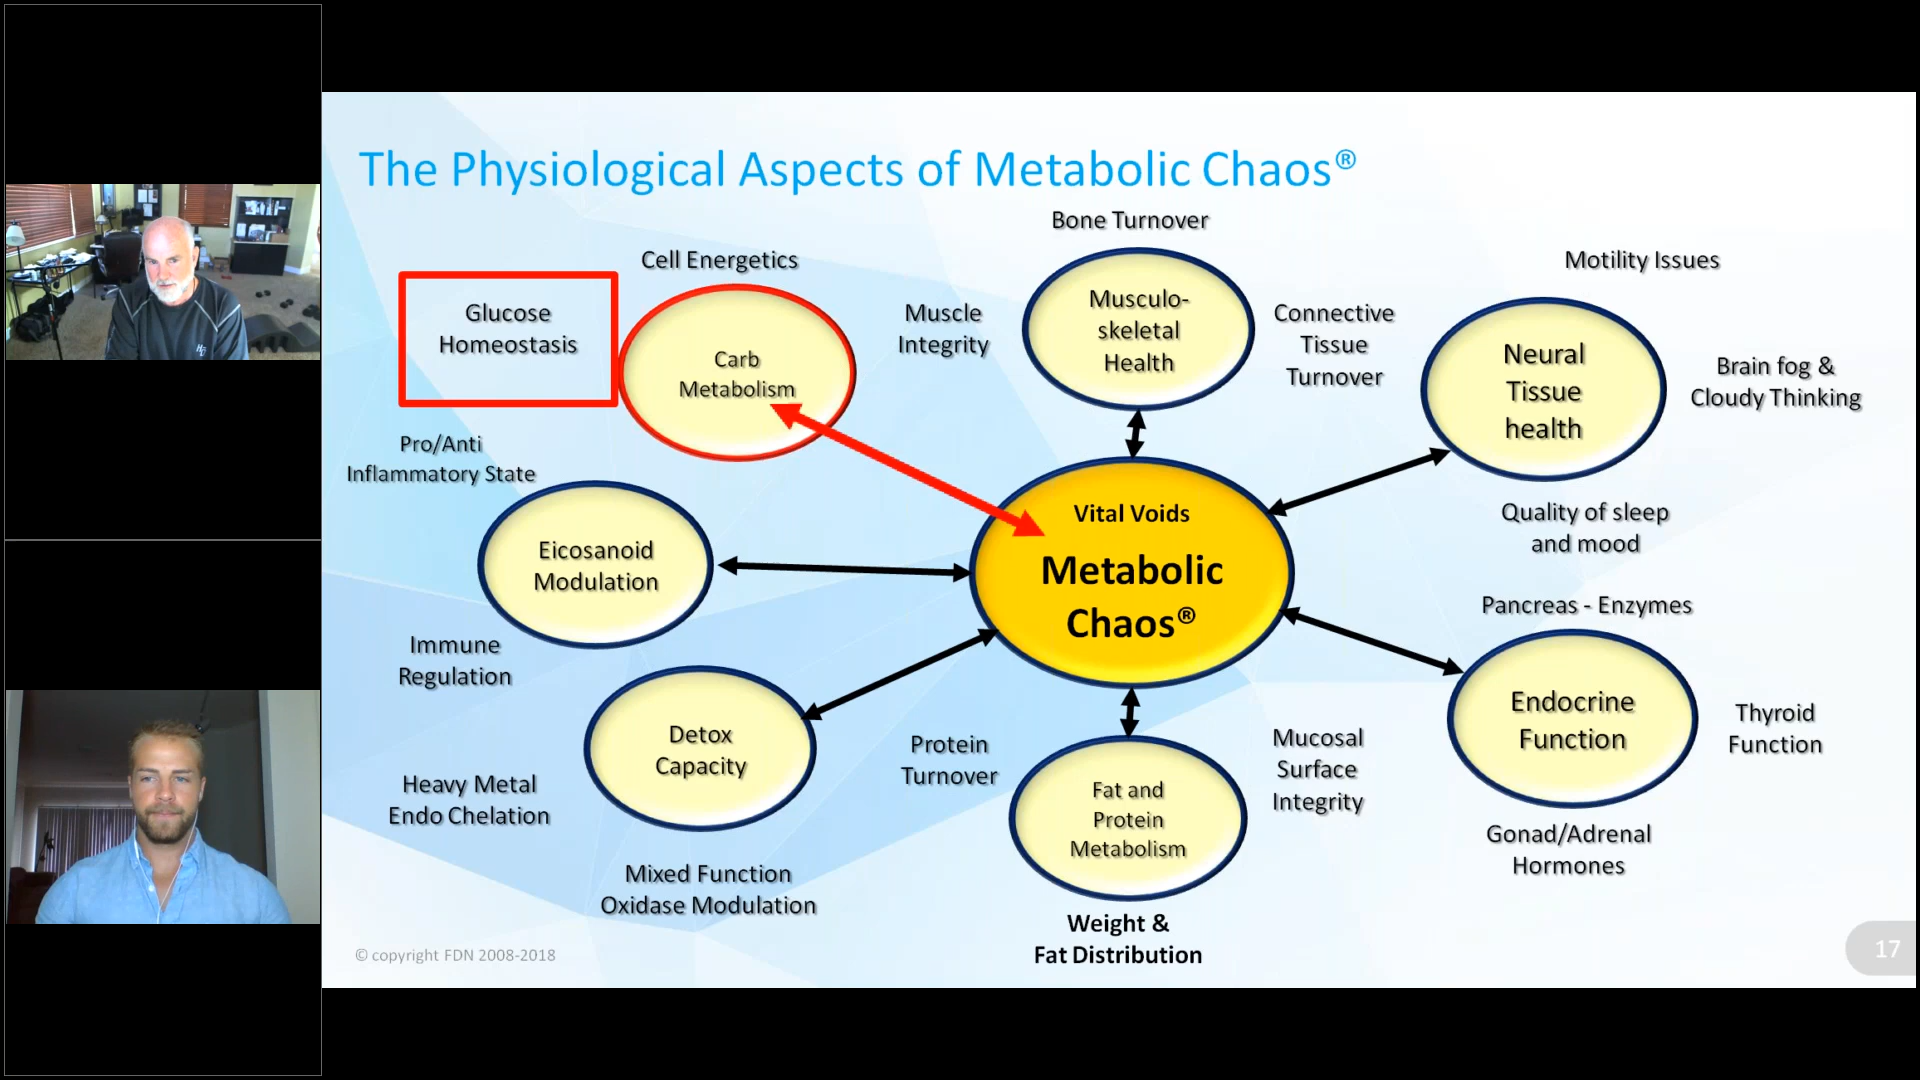 The Physiological Aspects of Metabolic Chaos®
Bone Turnover
Cell Energetics
Motility Issues
Glucose
Homeostasis
Carb
Metabolism
Muscle
Integrity
Musculo-
skeletal
Health
Connective
Tissue
Turnover
Neural
Tissue
health
Brain fog &
Cloudy Thinking
Pro/Anti
Inflammatory State
Quality of sleep
and mood
Vital Voids
Metabolic
Chaos®
Eicosanoid
Modulation
Immune
Regulation
Pancreas - Enzymes
Endocrine
Function
Thyroid
Function
Gonad/Adrenal
Hormones
Detox
Capacity
Heavy Metal
Endo Chelation
Mixed Function
Oxidase Modulation
Protein
Turnover
Fat and
Protein
Metabolism
Mucosal
Surface
Integrity
Weight &
Fat Distribution
© copyright FDN 2008-2018
17